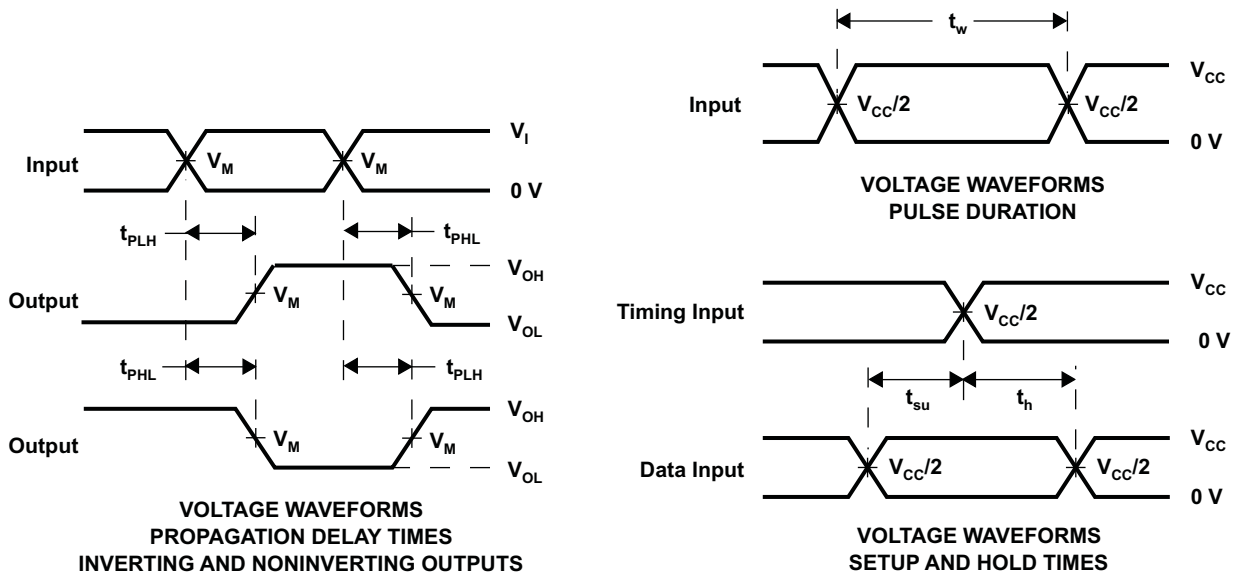 Input
V_I
V_M
V_M
0 V
t_PLH
t_PHL
Output
V_OH
V_M
V_M
V_OL
t_PHL
t_PLH
Output
V_OH
V_M
V_M
V_OL
VOLTAGE WAVEFORMS
PROPAGATION DELAY TIMES
INVERTING AND NONINVERTING OUTPUTS
t_w
Input
V_CC
V_CC/2
V_CC/2
0 V
VOLTAGE WAVEFORMS
PULSE DURATION
Timing Input
V_CC
V_CC/2
0 V
t_su
t_h
Data Input
V_CC
V_CC/2
V_CC/2
0 V
VOLTAGE WAVEFORMS
SETUP AND HOLD TIMES